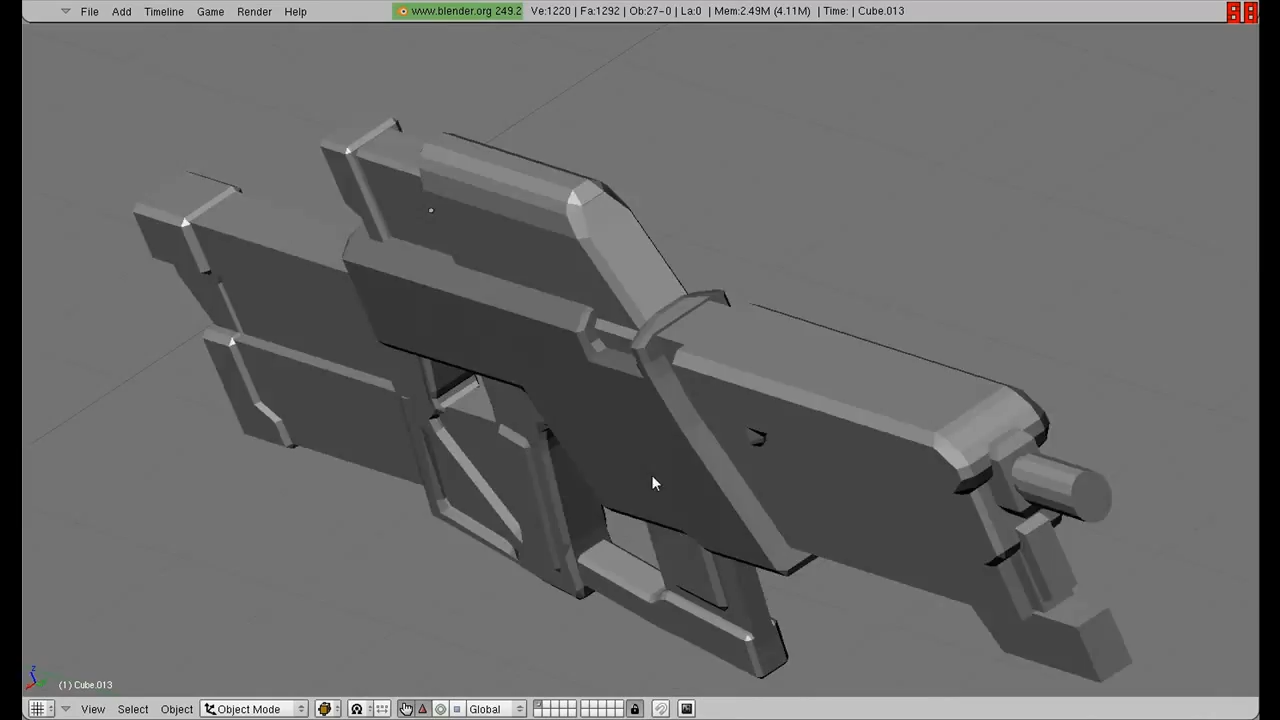 File Add Timeline Game Render Help www.blender.org 249.2 Ve:1220 | Fa:1292 | Ob:27-0 | La:0 | Mem:2.49M (4.11M) | Time: | Cube.013
z
(1) Cube.013
View Select Object Object Mode Global